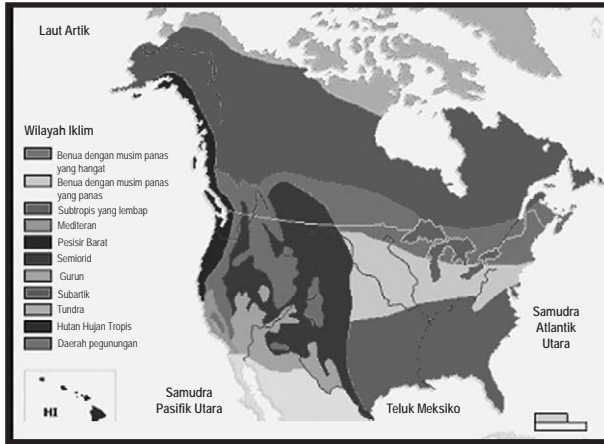 Laut Artik
Wilayah Iklim
Benua dengan musim panas
yang hangat
Benua dengan musim panas
yang panas
Subtropis yang lembap
Mediteran
Pesisir Barat
Semiorid
Gurun
Subartik
Tundra
Hutan Hujan Tropis
Daerah pegunungan
HI
Samudra
Pasifik Utara
Teluk Meksiko
Samudra
Atlantik
Utara
N